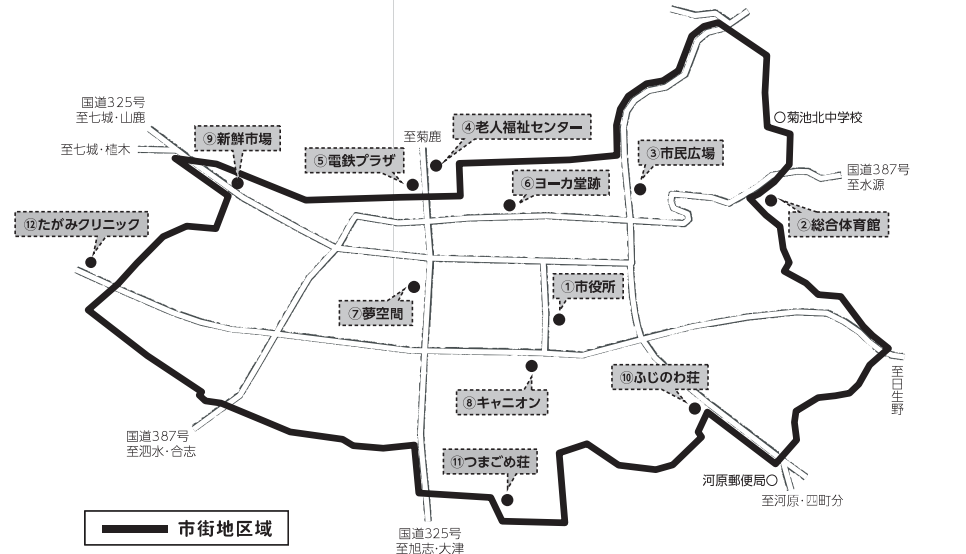 国道325号
至七城・山鹿
至七城・植木
⑨新鮮市場
至菊鹿
④老人福祉センター
⑤電鉄プラザ
⑥ヨーカ堂跡
③市民広場
○菊池北中学校
国道387号
至水源
②総合体育館
⑫たがみクリニック
①市役所
⑦夢空間
⑧キャニオン
⑩ふじのわ荘
至日生野
国道387号
至泗水・合志
⑪つまごめ荘
河原郵便局○
至河原・四町分
市街地区域
国道325号
至旭志・大津